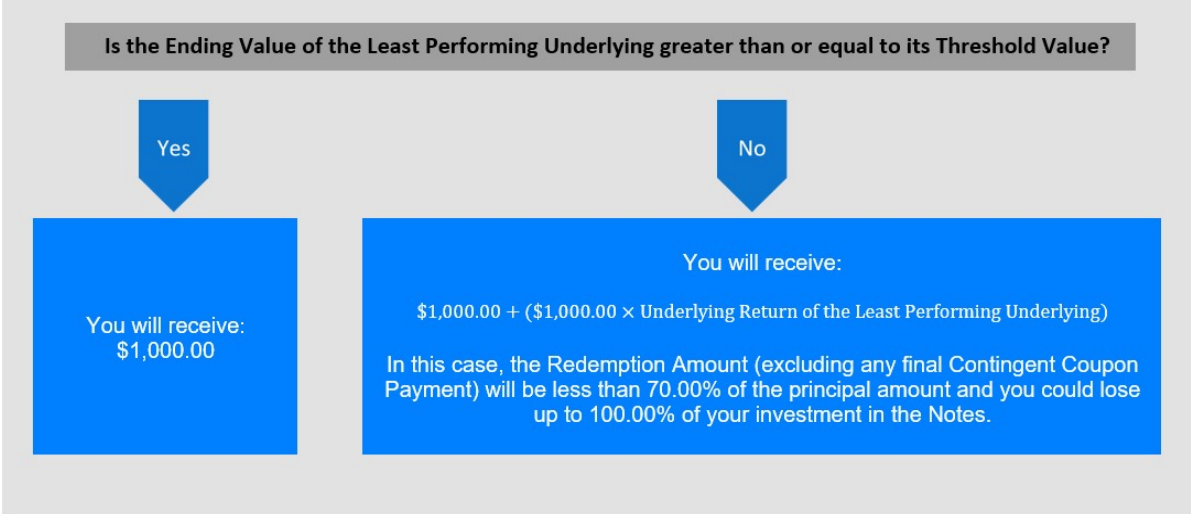 Is the Ending Value of the Least Performing Underlying greater than or equal to its Threshold Value?
Yes
No
You will receive:
$1,000.00
You will receive:
$1,000.00 + ($1,000.00 × Underlying Return of the Least Performing Underlying)
In this case, the Redemption Amount (excluding any final Contingent Coupon
Payment) will be less than 70.00% of the principal amount and you could lose
up to 100.00% of your investment in the Notes.